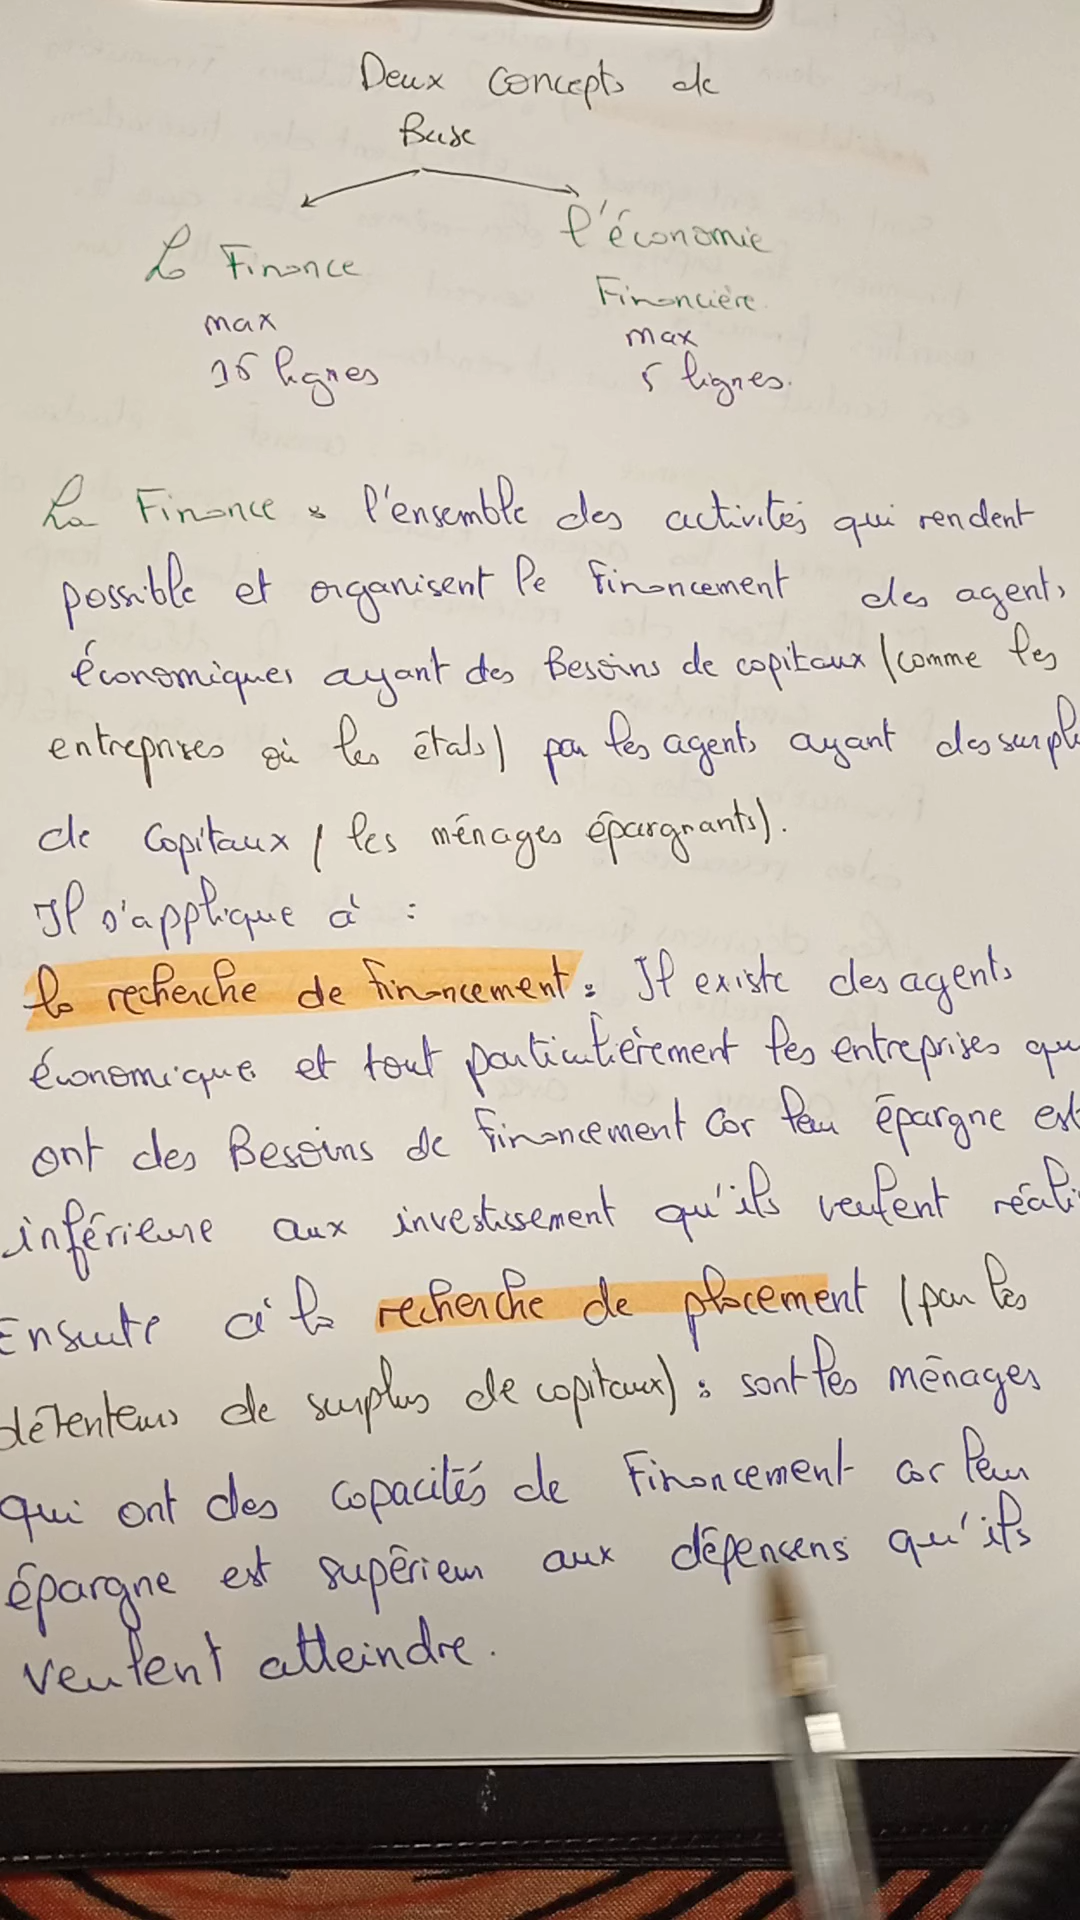 Deux concepts de
Base
La Finance
l'économie
Financière
max
15 lignes
max
5 lignes.
La Finance : l'ensemble des activités qui rendent
possible et organisent le financement des agents
économiques ayant des Besoins de capitaux (comme les
entreprises où les états) par les agents ayant des surpl
de capitaux (les ménages épargnants).
Il s'applique à :
la recherche de financement : Il existe des agents
économique et tout particulièrement les entreprises qu
ont des Besoins de financement car leur épargne est
inférieure aux investissement qu'ils veulent réali
Ensuite à la recherche de placement (par les
détenteurs de surplus de capitaux) : sont les ménages
qui ont des capacités de Financement car leur
épargne est supérieur aux dépensens qu'ils
veulent atteindre.